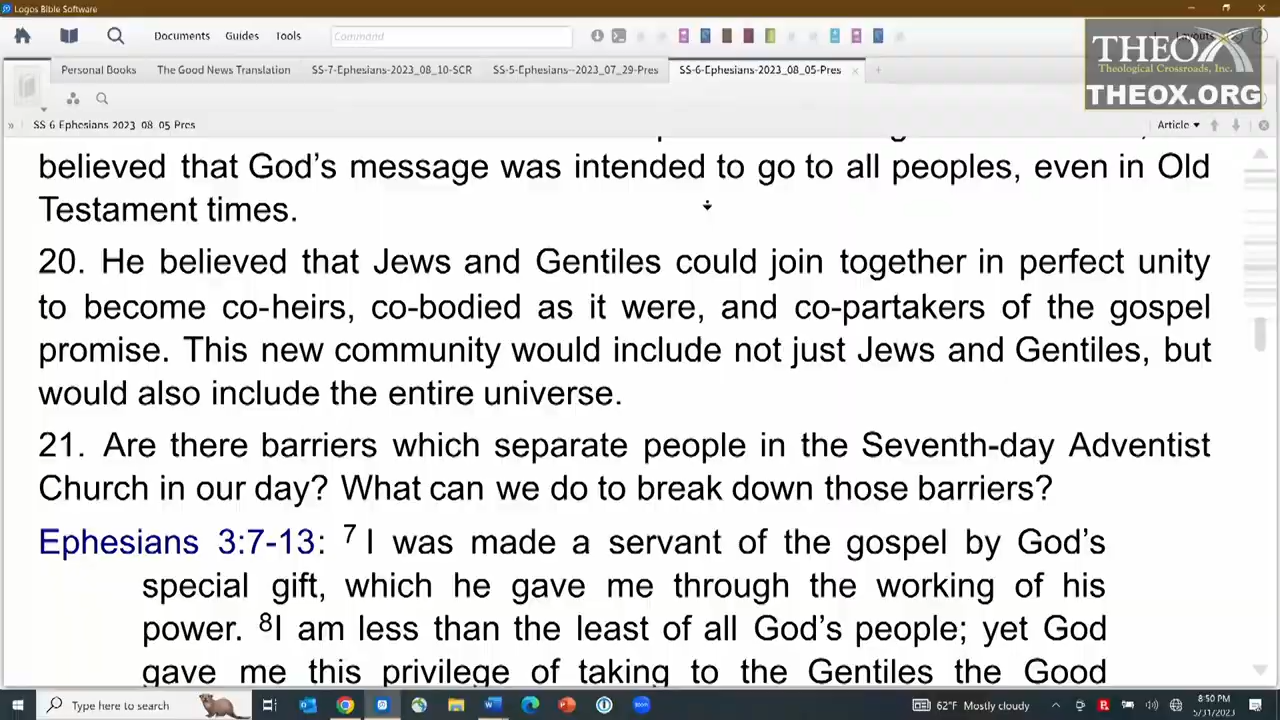 Logos Bible Software
Documents Guides Tools Command Layouts
THEOX
Theological Crossroads, Inc.
THEOX.ORG
Personal Books The Good News Translation SS-7-Ephesians-2023 SS-5-Ephesians--2023_07_29-Pres SS-6-Ephesians-2023_08_05-Pres
SS-6-Ephesians-2023_08_05-Pres Article
believed that God's message was intended to go to all peoples, even in Old
Testament times.
20. He believed that Jews and Gentiles could join together in perfect unity
to become co-heirs, co-bodied as it were, and co-partakers of the gospel
promise. This new community would include not just Jews and Gentiles, but
would also include the entire universe.
21. Are there barriers which separate people in the Seventh-day Adventist
Church in our day? What can we do to break down those barriers?
Ephesians 3:7-13: 7 I was made a servant of the gospel by God's
special gift, which he gave me through the working of his
power. 8 I am less than the least of all God's people; yet God
gave me this privilege of taking to the Gentiles the Good
Type here to search 62°F Mostly cloudy 8:50 PM
5/31/2023